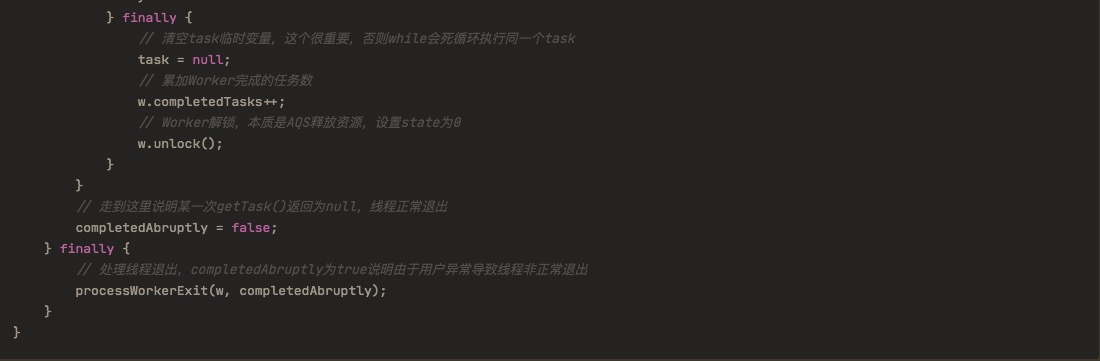 } finally {
// 清空task临时变量，这个很重要，否则while会死循环执行同一个task
task = null;
// 累加Worker完成的任务数
w.completedTasks++;
// Worker解锁，本质是AQS释放资源，设置state为0
w.unlock();
}
}
// 走到这里说明某一次getTask()返回为null，线程正常退出
completedAbruptly = false;
} finally {
// 处理线程退出，completedAbruptly为true说明由于用户异常导致线程非正常退出
processWorkerExit(w, completedAbruptly);
}
}